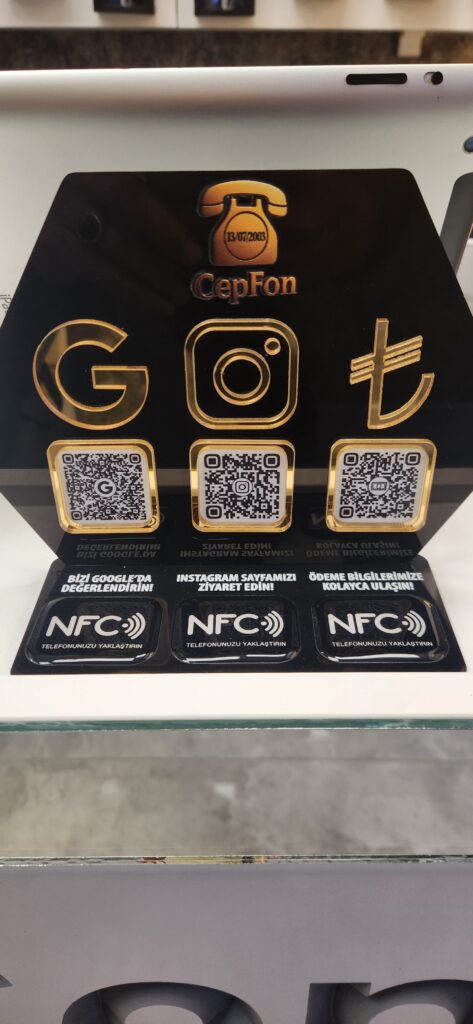 13/07/2003
CepFon
BİZİ GOOGLE'DA
DEĞERLENDİRİN!
INSTAGRAM SAYFAMIZI
ZİYARET EDİN!
ÖDEME BİLGİLERİMİZE
KOLAYCA ULAŞIN!
NFC
TELEFONUNUZU YAKLAŞTIRIN
NFC
TELEFONUNUZU YAKLAŞTIRIN
NFC
TELEFONUNUZU YAKLAŞTIRIN